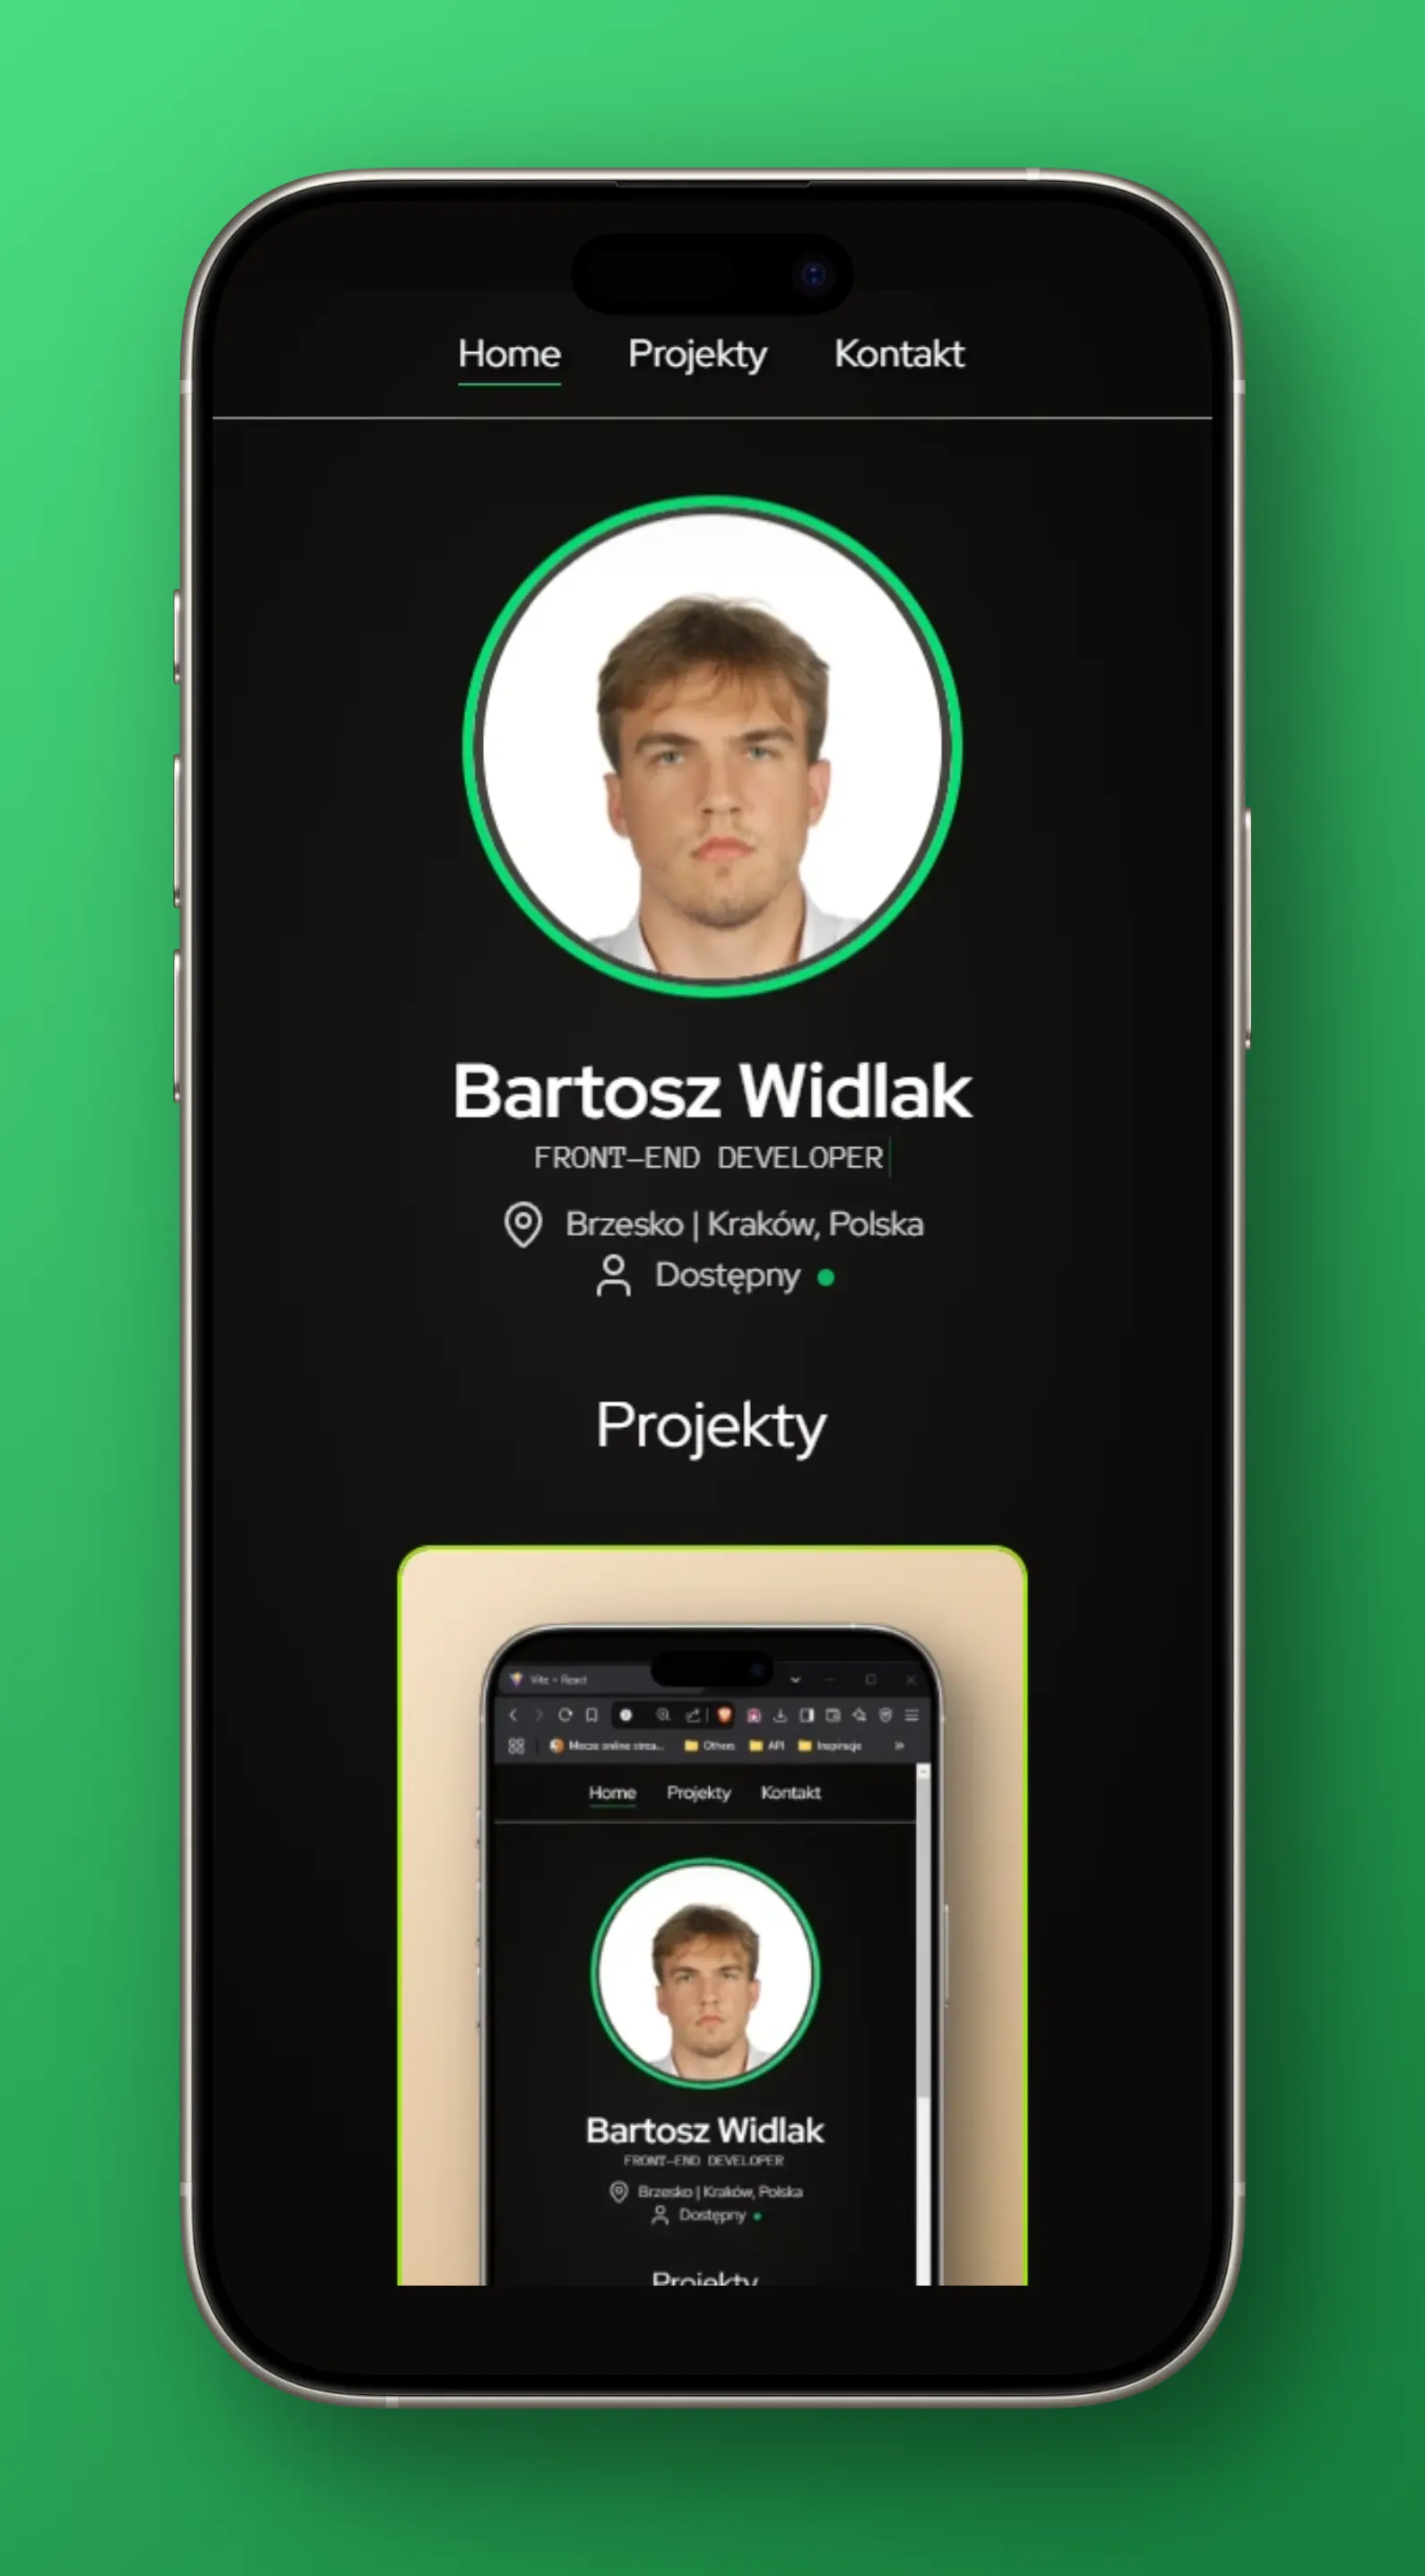 Home Projekty Kontakt
Bartosz Widlak
FRONT-END DEVELOPER
Brzesko | Kraków, Polska
Dostępny
Projekty
Vite + React
Mecze online strea... Others API Inspiracje
Home Projekty Kontakt
Bartosz Widlak
FRONT-END DEVELOPER
Brzesko | Kraków, Polska
Dostępny
Projekty